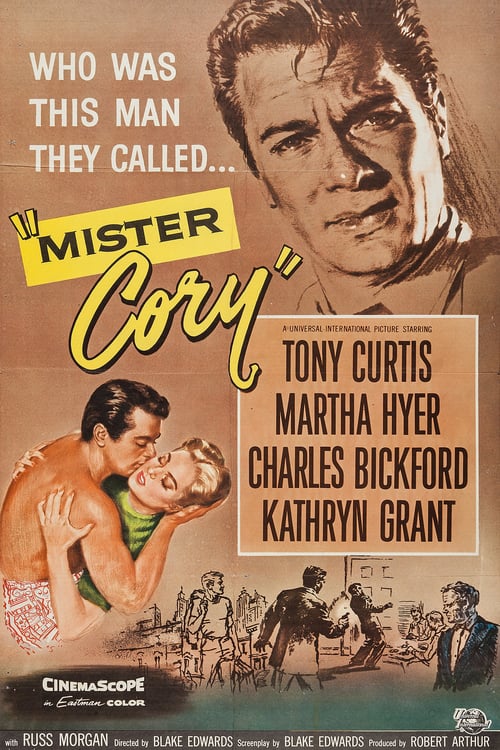 WHO WAS
THIS MAN
THEY CALLED...
"MISTER
Cory"
A UNIVERSAL INTERNATIONAL PICTURE STARRING
TONY CURTIS
MARTHA HYER
CHARLES BICKFORD
KATHRYN GRANT
CINEMASCOPE
in Eastman COLOR
with RUSS MORGAN Directed by BLAKE EDWARDS Screenplay by BLAKE EDWARDS Produced by ROBERT ARTHUR